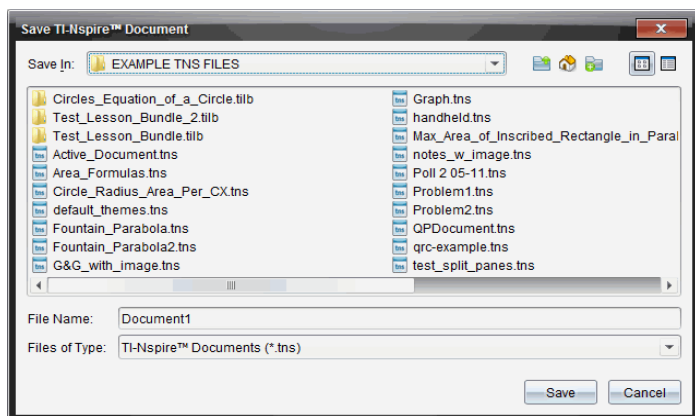 Save TI-Nspire™ Document
Save In: EXAMPLE TNS FILES
Circles_Equation_of_a_Circle.tilb
Test_Lesson_Bundle_2.tilb
Test_Lesson_Bundle.tilb
Active_Document.tns
Area_Formulas.tns
Circle_Radius_Area_Per_CX.tns
default_themes.tns
Fountain_Parabola.tns
Fountain_Parabola2.tns
G&G_with_image.tns
Graph.tns
handheld.tns
Max_Area_of_Inscribed_Rectangle_in_Paral
notes_w_image.tns
Poll 2 05-11.tns
Problem1.tns
Problem2.tns
QPDocument.tns
qrc-example.tns
test_split_panes.tns
File Name: Document1
Files of Type: TI-Nspire™ Documents (*.tns)
Save Cancel